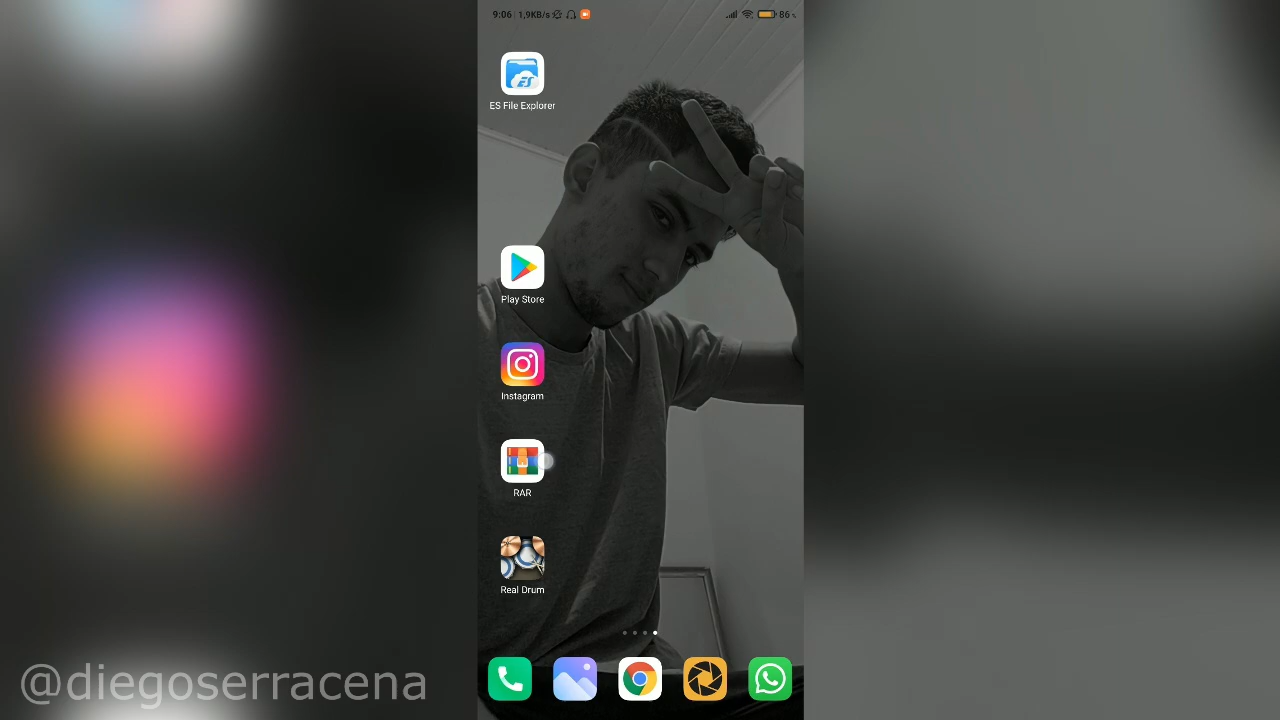 9:06 1,9KB/s 86
ES File Explorer
Play Store
Instagram
RAR
Real Drum
@diegoserracena